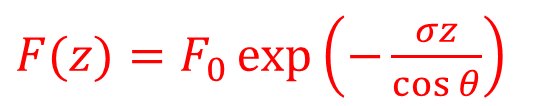 F(z) = F₀ exp(−σz/cos θ)